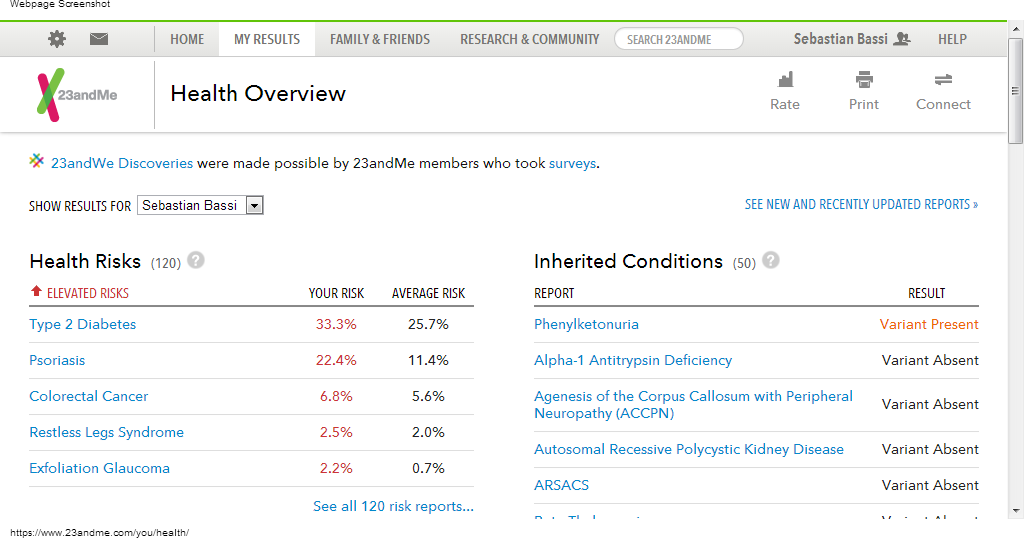 Webpage Screenshot
HOME MY RESULTS FAMILY & FRIENDS RESEARCH & COMMUNITY SEARCH 23ANDME Sebastian Bassi HELP
23andMe
Health Overview
Rate Print Connect
23andWe Discoveries were made possible by 23andMe members who took surveys.
SHOW RESULTS FOR Sebastian Bassi
SEE NEW AND RECENTLY UPDATED REPORTS »
Health Risks (120) ?
ELEVATED RISKS YOUR RISK AVERAGE RISK
Type 2 Diabetes 33.3% 25.7%
Psoriasis 22.4% 11.4%
Colorectal Cancer 6.8% 5.6%
Restless Legs Syndrome 2.5% 2.0%
Exfoliation Glaucoma 2.2% 0.7%
See all 120 risk reports...
Inherited Conditions (50) ?
REPORT RESULT
Phenylketonuria Variant Present
Alpha-1 Antitrypsin Deficiency Variant Absent
Agenesis of the Corpus Callosum with Peripheral
Neuropathy (ACCPN) Variant Absent
Autosomal Recessive Polycystic Kidney Disease Variant Absent
ARSACS Variant Absent
https://www.23andme.com/you/health/